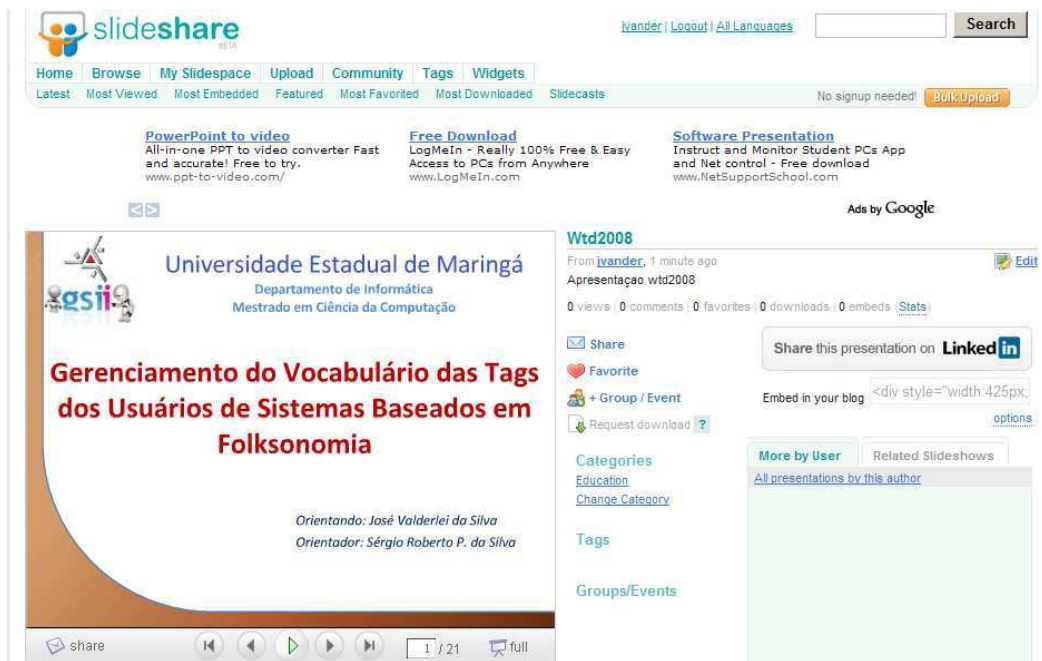 slideshare
BETA
jvander | Logout | All Languages
Search
Home Browse My Slidespace Upload Community Tags Widgets
Latest Most Viewed Most Embedded Featured Most Favorited Most Downloaded Slidecasts
No signup needed! Bulk Upload
PowerPoint to video
All-in-one PPT to video converter Fast
and accurate! Free to try.
www.ppt-to-video.com/
Free Download
LogMeIn - Really 100% Free & Easy
Access to PCs from Anywhere
www.LogMeIn.com
Software Presentation
Instruct and Monitor Student PCs App
and Net control - Free download
www.NetSupportSchool.com
Ads by Google
gsii
Universidade Estadual de Maringá
Departamento de Informática
Mestrado em Ciência da Computação
Gerenciamento do Vocabulário das Tags
dos Usuários de Sistemas Baseados em
Folksonomia
Orientando: José Valderlei da Silva
Orientador: Sérgio Roberto P. da Silva
share
1 / 21
full
Wtd2008
From jvander, 1 minute ago
Edit
Apresentaçao wtd2008
0 views | 0 comments | 0 favorites | 0 downloads | 0 embeds (Stats)
Share
Favorite
+ Group / Event
Request download ?
Share this presentation on Linked in
Embed in your blog <div style="width:425px;
options
Categories
Education
Change Category
Tags
Groups/Events
More by User Related Slideshows
All presentations by this author